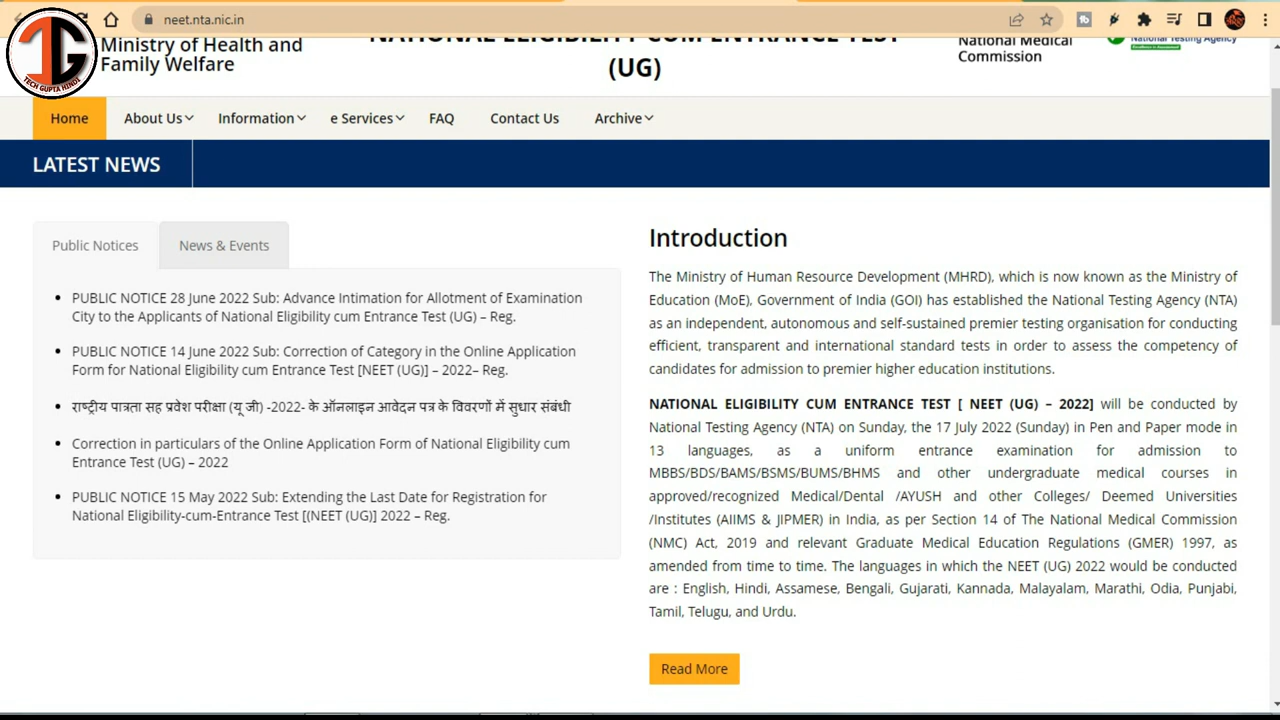 neet.nta.nic.in
TG
TECH GUPTA HINDI
Ministry of Health and
Family Welfare
NATIONAL ELIGIBILITY CUM ENTRANCE TEST
(UG)
National Medical
Commission
National Testing Agency
Home
About Us
Information
e Services
FAQ
Contact Us
Archive
LATEST NEWS
Public Notices
News & Events
• PUBLIC NOTICE 28 June 2022 Sub: Advance Intimation for Allotment of Examination
City to the Applicants of National Eligibility cum Entrance Test (UG) – Reg.
• PUBLIC NOTICE 14 June 2022 Sub: Correction of Category in the Online Application
Form for National Eligibility cum Entrance Test [NEET (UG)] – 2022– Reg.
• राष्ट्रीय पात्रता सह प्रवेश परीक्षा (यू जी) -2022- के ऑनलाइन आवेदन पत्र के विवरणों में सुधार संबंधी
• Correction in particulars of the Online Application Form of National Eligibility cum
Entrance Test (UG) – 2022
• PUBLIC NOTICE 15 May 2022 Sub: Extending the Last Date for Registration for
National Eligibility-cum-Entrance Test [(NEET (UG)] 2022 – Reg.
Introduction
The Ministry of Human Resource Development (MHRD), which is now known as the Ministry of
Education (MoE), Government of India (GOI) has established the National Testing Agency (NTA)
as an independent, autonomous and self-sustained premier testing organisation for conducting
efficient, transparent and international standard tests in order to assess the competency of
candidates for admission to premier higher education institutions.
NATIONAL ELIGIBILITY CUM ENTRANCE TEST [ NEET (UG) – 2022] will be conducted by
National Testing Agency (NTA) on Sunday, the 17 July 2022 (Sunday) in Pen and Paper mode in
13 languages, as a uniform entrance examination for admission to
MBBS/BDS/BAMS/BSMS/BUMS/BHMS and other undergraduate medical courses in
approved/recognized Medical/Dental /AYUSH and other Colleges/ Deemed Universities
/Institutes (AIIMS & JIPMER) in India, as per Section 14 of The National Medical Commission
(NMC) Act, 2019 and relevant Graduate Medical Education Regulations (GMER) 1997, as
amended from time to time. The languages in which the NEET (UG) 2022 would be conducted
are : English, Hindi, Assamese, Bengali, Gujarati, Kannada, Malayalam, Marathi, Odia, Punjabi,
Tamil, Telugu, and Urdu.
Read More